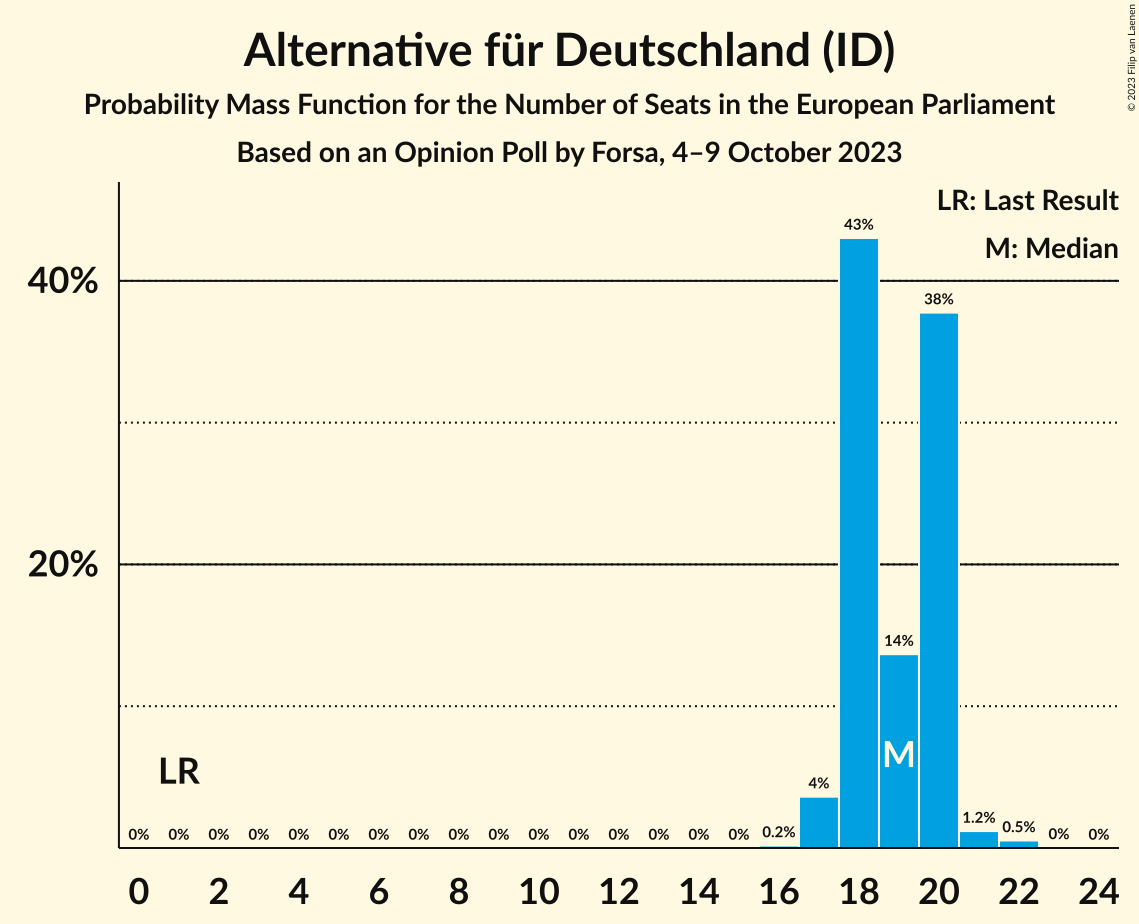 Alternative für Deutschland (ID)
Probability Mass Function for the Number of Seats in the European Parliament
Based on an Opinion Poll by Forsa, 4–9 October 2023
© 2023 Filip van Laenen
LR: Last Result
M: Median
43%
40%
38%
20%
14%
M
LR
4%
0% 0% 0% 0% 0% 0% 0% 0% 0% 0% 0% 0% 0% 0% 0% 0% 0.2% 1.2% 0.5% 0% 0%
0 2 4 6 8 10 12 14 16 18 20 22 24